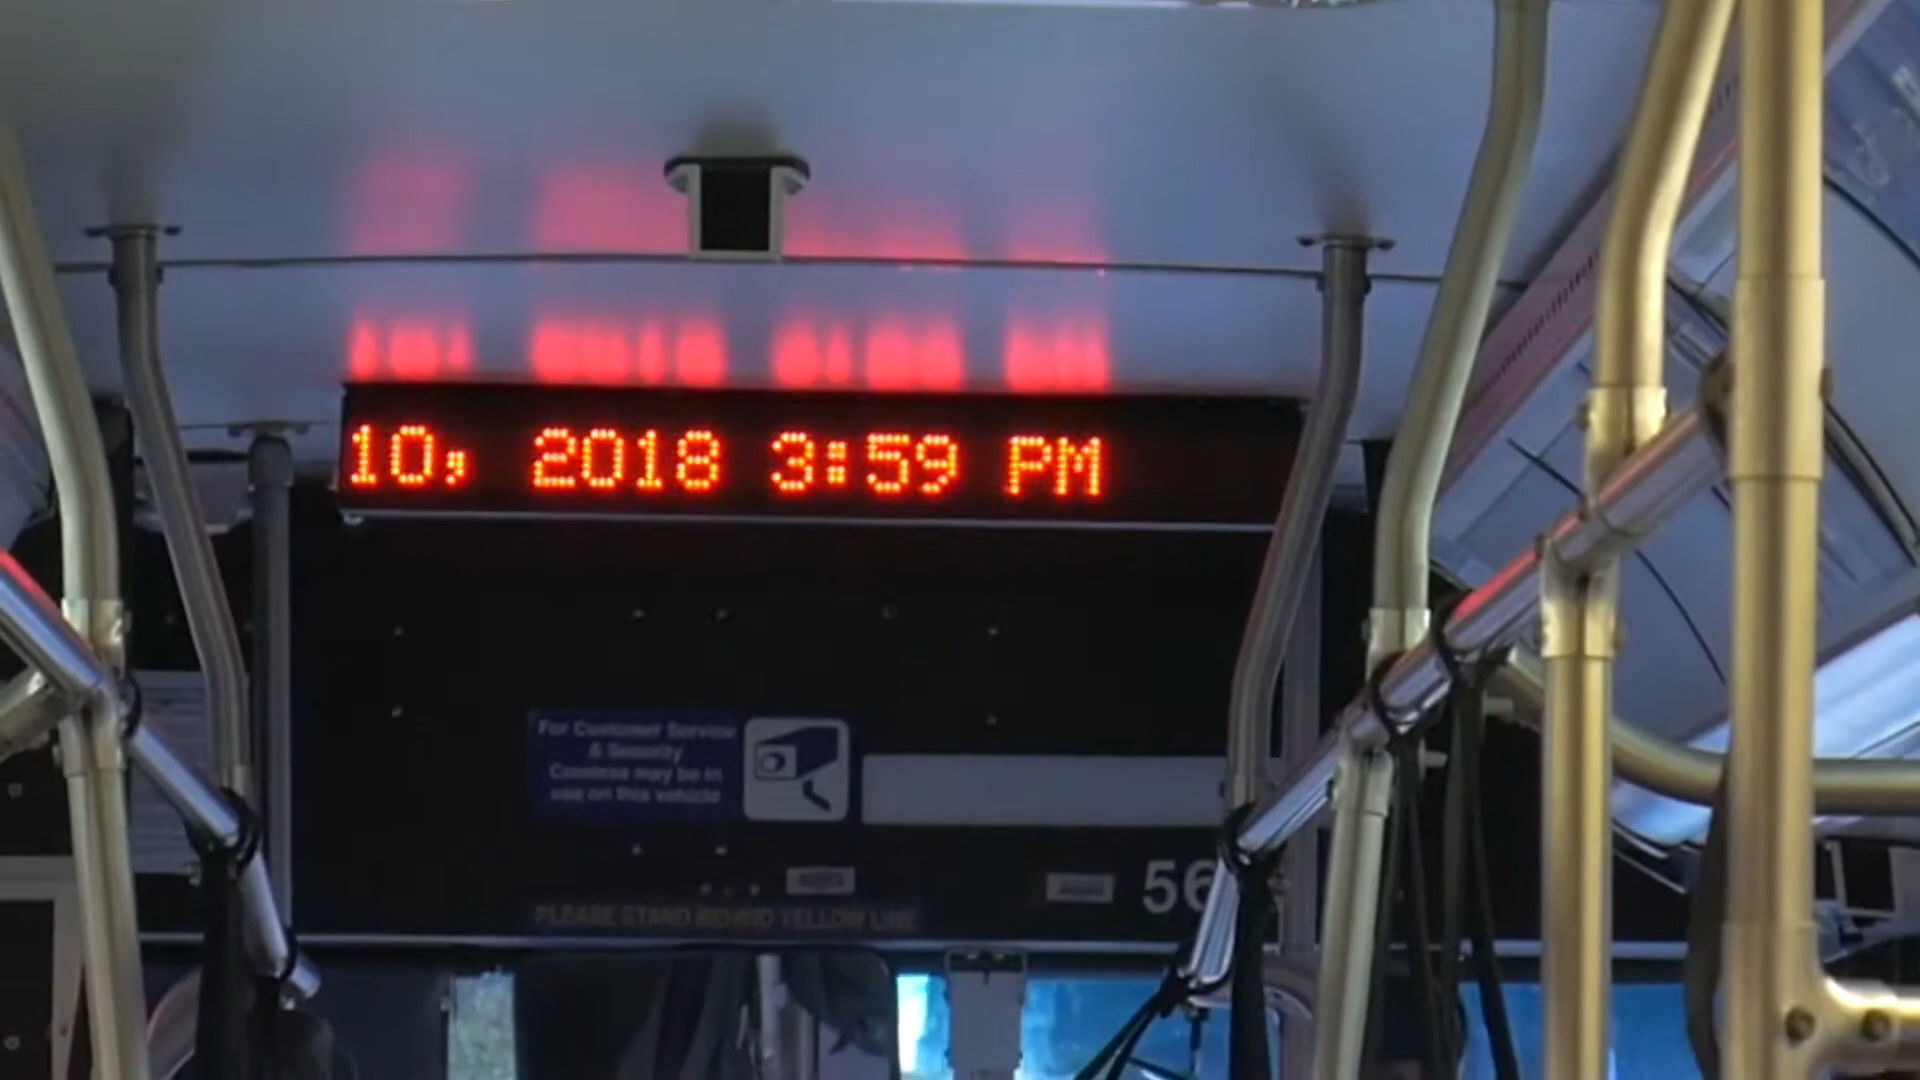 10, 2018 3:59 PM
For Customer Service
& Security
Cameras may be in
use on this vehicle
56
PLEASE STAND BEHIND YELLOW LINE